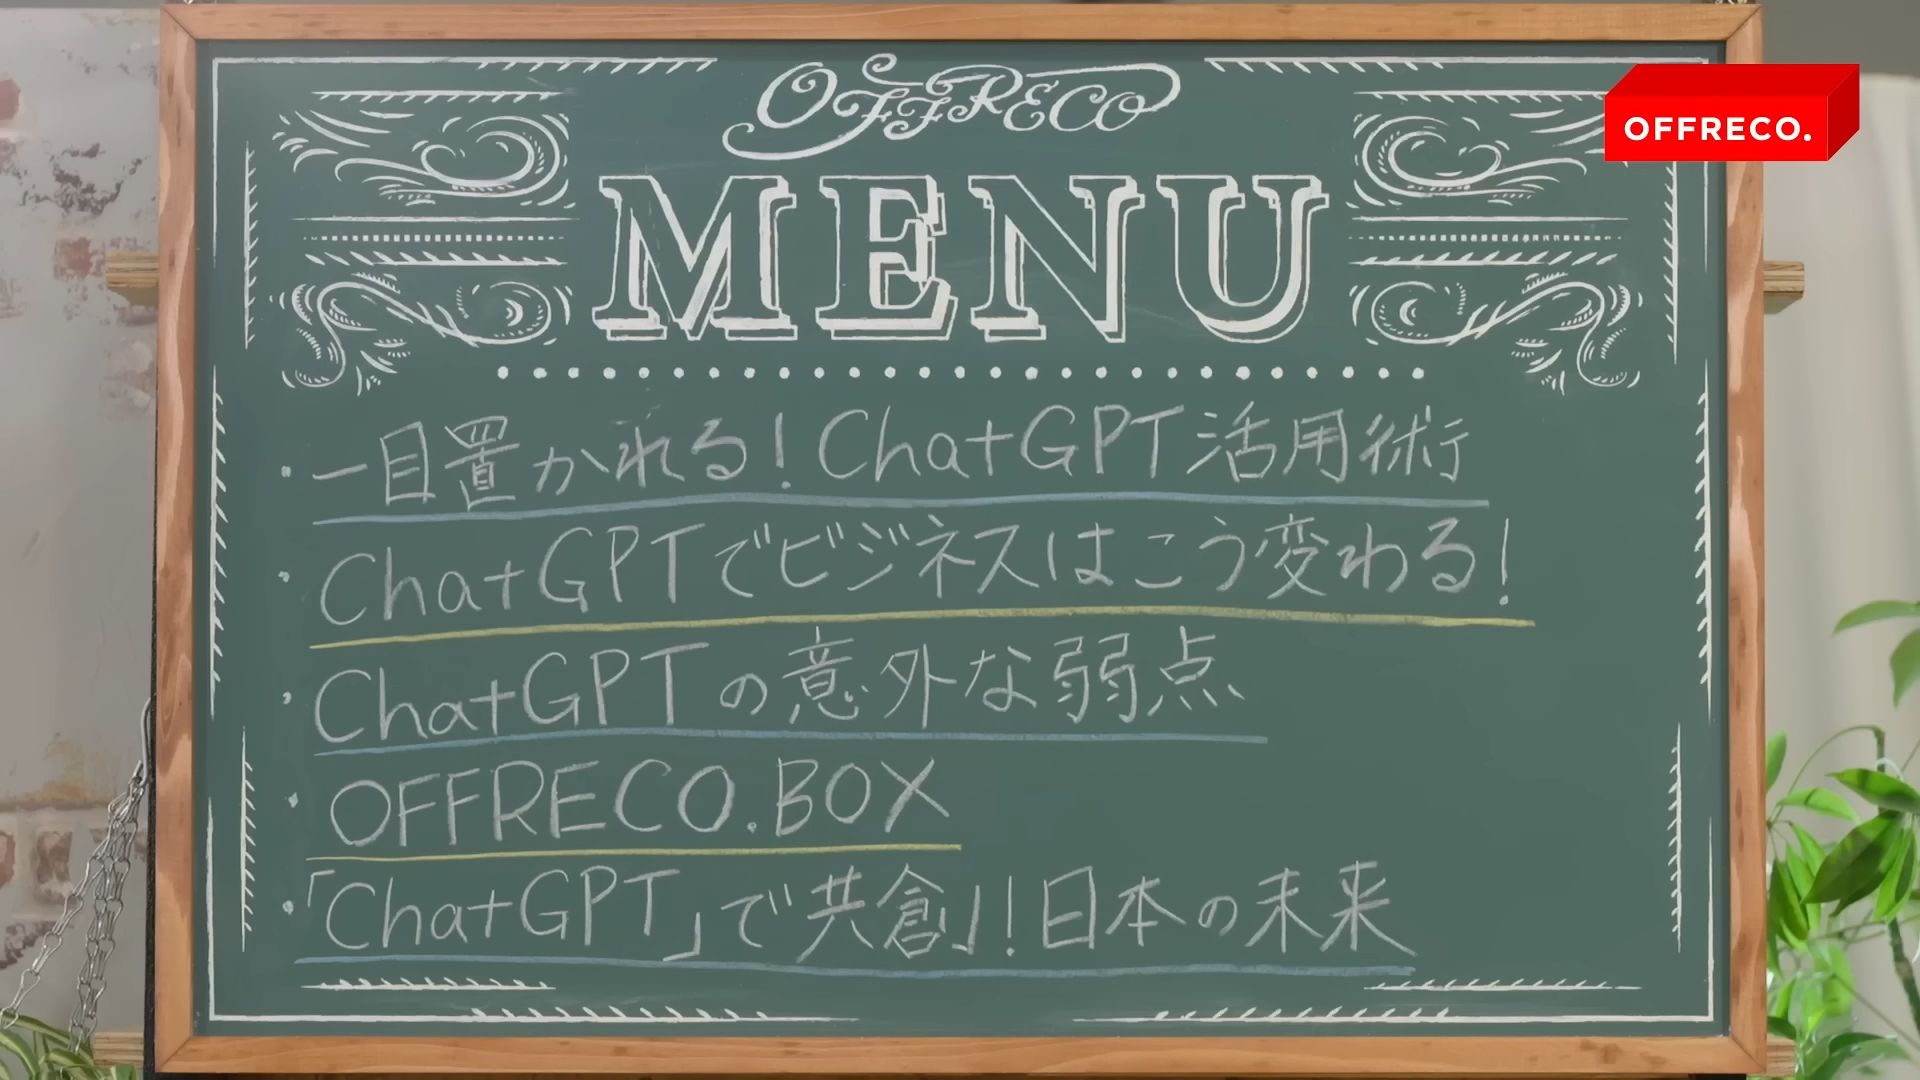 OFFRECO
OFFRECO.
MENU
・一目置かれる！ChatGPT活用術
・ChatGPTでビジネスはこう変わる！
・ChatGPTの意外な弱点
・OFFRECO.BOX
・「ChatGPT」で共創」！日本の未来